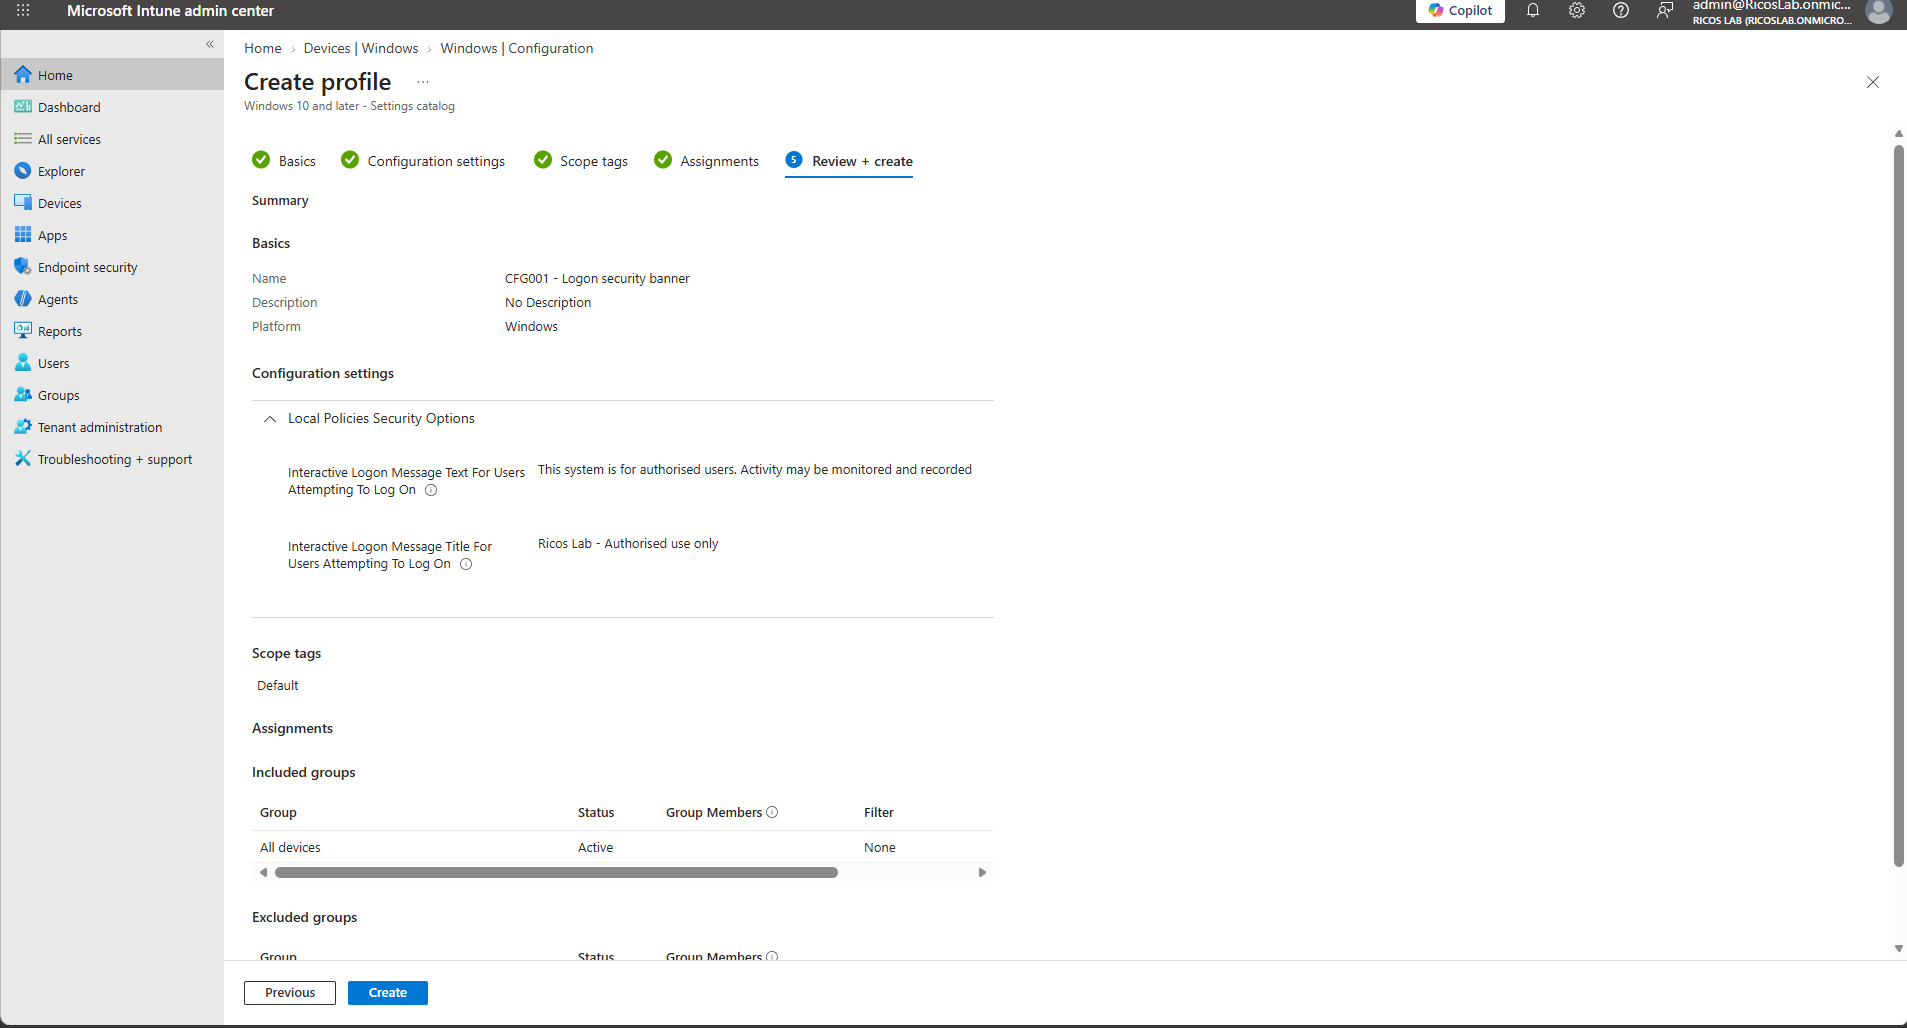 Microsoft Intune admin center
Copilot
admin@RicosLab.onmic...
RICOS LAB (RICOSLAB.ONMICRO...
Home
Dashboard
All services
Explorer
Devices
Apps
Endpoint security
Agents
Reports
Users
Groups
Tenant administration
Troubleshooting + support
Home > Devices | Windows > Windows | Configuration
Create profile ...
Windows 10 and later - Settings catalog
Basics
Configuration settings
Scope tags
Assignments
5 Review + create
Summary
Basics
Name CFG001 - Logon security banner
Description No Description
Platform Windows
Configuration settings
Local Policies Security Options
Interactive Logon Message Text For Users
Attempting To Log On
This system is for authorised users. Activity may be monitored and recorded
Interactive Logon Message Title For
Users Attempting To Log On
Ricos Lab - Authorised use only
Scope tags
Default
Assignments
Included groups
Group Status Group Members Filter
All devices Active None
Excluded groups
Group Status Group Members
Previous Create